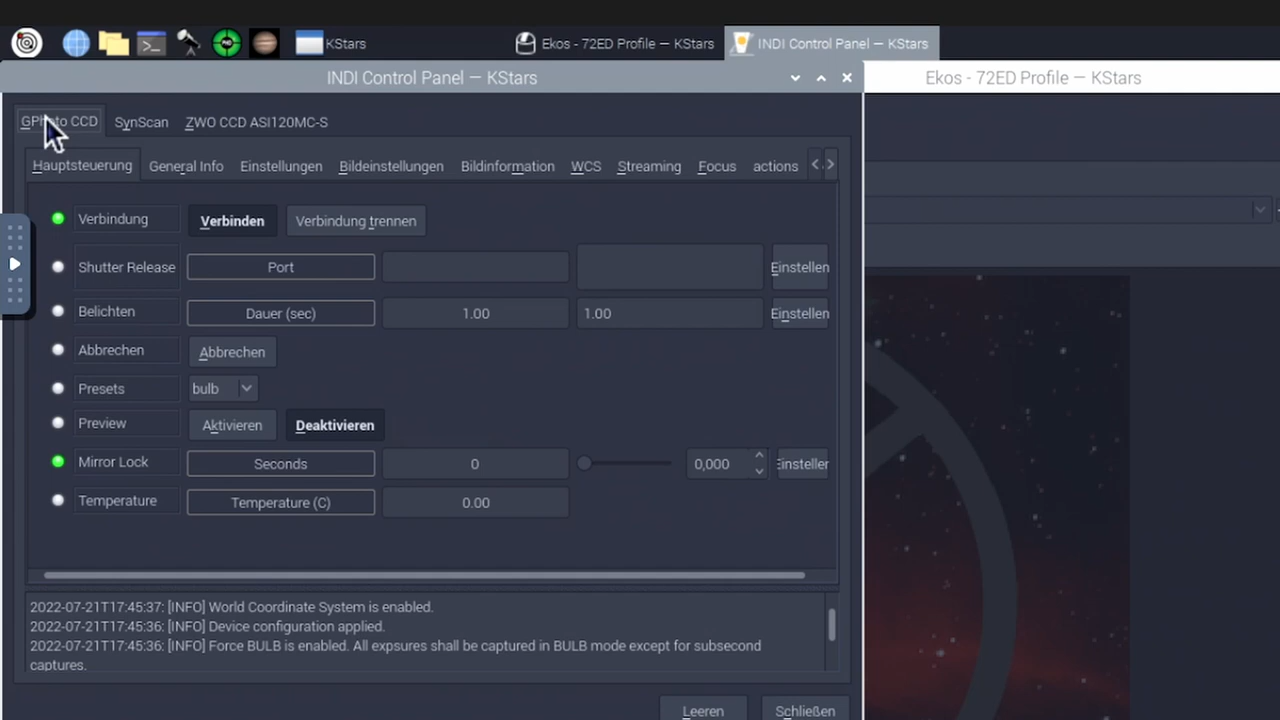 KStars
Ekos - 72ED Profile — KStars
INDI Control Panel — KStars
INDI Control Panel — KStars
Ekos - 72ED Profile — KStars
GPhoto CCD
SynScan
ZWO CCD ASI120MC-S
Hauptsteuerung
General Info
Einstellungen
Bildeinstellungen
Bildinformation
WCS
Streaming
Focus
actions
Verbindung
Verbinden
Verbindung trennen
Shutter Release
Port
Einstellen
Belichten
Dauer (sec)
1.00
1.00
Einstellen
Abbrechen
Abbrechen
Presets
bulb
Preview
Aktivieren
Deaktivieren
Mirror Lock
Seconds
0
0,000
Einsteller
Temperature
Temperature (C)
0.00
2022-07-21T17:45:37: [INFO] World Coordinate System is enabled.
2022-07-21T17:45:36: [INFO] Device configuration applied.
2022-07-21T17:45:36: [INFO] Force BULB is enabled. All expsures shall be captured in BULB mode except for subsecond
captures.
Leeren
Schließen